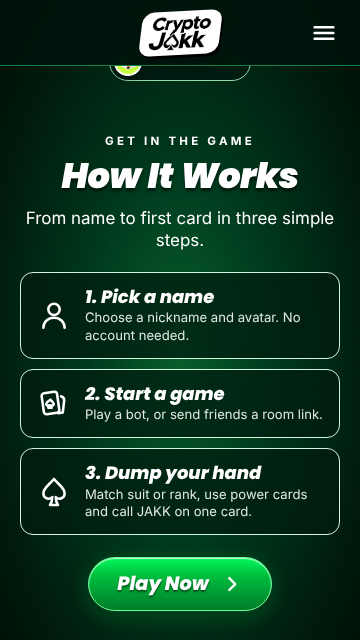 Crypto
JAKK
GET IN THE GAME
How It Works
From name to first card in three simple
steps.
1. Pick a name
Choose a nickname and avatar. No
account needed.
2. Start a game
Play a bot, or send friends a room link.
3. Dump your hand
Match suit or rank, use power cards
and call JAKK on one card.
Play Now